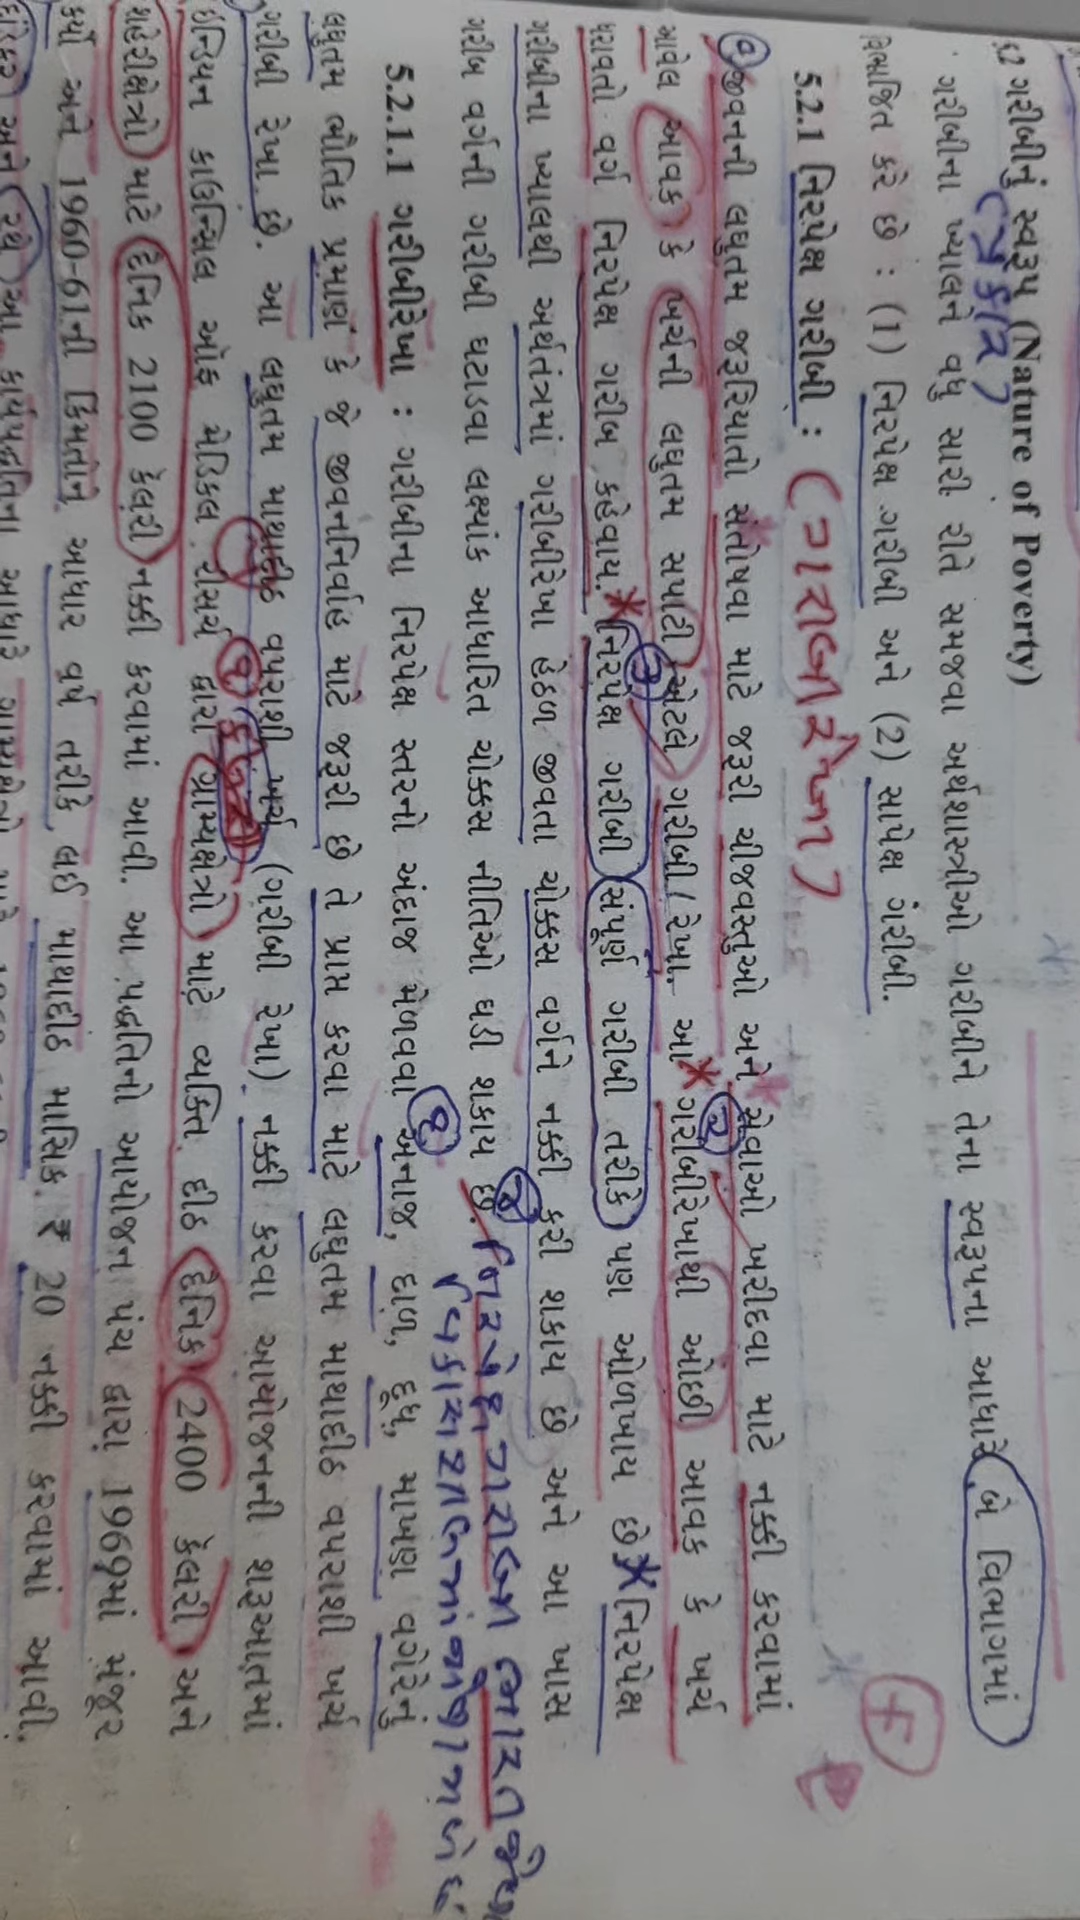 5.2 ગરીબીનું સ્વરૂપ (Nature of Poverty)
(પ્રકાર)
ગરીબીના ખ્યાલને વધુ સારી રીતે સમજવા અર્થશાસ્ત્રીઓ ગરીબીને તેના સ્વરૂપના આધારે બે વિભાગમાં
વિભાજિત કરે છે : (1) નિરપેક્ષ ગરીબી અને (2) સાપેક્ષ ગરીબી.
5.2.1 નિરપેક્ષ ગરીબી : (ગરીબીરેખા)
જીવનની લઘુતમ જરૂરિયાતો સંતોષવા માટે જરૂરી ચીજવસ્તુઓ અને સેવાઓ ખરીદવા માટે નક્કી કરવામાં
આવેલ આવક કે ખર્ચની લઘુતમ સપાટી એટલે ગરીબી રેખા. આ ગરીબીરેખાથી ઓછી આવક કે ખર્ચ
ધરાવતો વર્ગ નિરપેક્ષ ગરીબ કહેવાય. નિરપેક્ષ ગરીબી સંપૂર્ણ ગરીબી તરીકે પણ ઓળખાય છે. નિરપેક્ષ
ગરીબીના ખ્યાલથી અર્થતંત્રમાં ગરીબીરેખા હેઠળ જીવતા ચોક્કસ વર્ગને નક્કી કરી શકાય છે અને આ ખાસ
ગરીબ વર્ગની ગરીબી ઘટાડવા લક્ષ્યાંક આધારિત ચોક્કસ નીતિઓ ઘડી શકાય છે. નિરપેક્ષ ગરીબી ભારત જેવા
5.2.1.1 ગરીબીરેખા : ગરીબીના નિરપેક્ષ સ્તરનો અંદાજ મેળવવા અનાજ, દાળ, દૂધ, માખણ વગેરેનું
લઘુતમ ભૌતિક પ્રમાણ કે જે જીવનનિર્વાહ માટે જરૂરી છે તે પ્રાપ્ત કરવા માટે લઘુતમ માથાદીઠ વપરાશી ખર્ચ
ગરીબી રેખા છે. આ લઘુતમ માથાદીઠ વપરાશી ખર્ચ (ગરીબી રેખા) નક્કી કરવા આયોજનની શરૂઆતમાં
ઇન્ડિયન કાઉન્સિલ ઓફ મેડિકલ રીસર્ચ દ્વારા ગ્રામ્યક્ષેત્રો માટે વ્યક્તિ દીઠ દૈનિક 2400 કૅલરી અને
શહેરીક્ષેત્રો માટે દૈનિક 2100 કૅલરી નક્કી કરવામાં આવી. આ પદ્ધતિનો આયોજન પંચ દ્વારા 1969માં મંજૂર
કર્યો અને 1960-61ની કિંમતોને આધાર વર્ષ તરીકે લઈ માથાદીઠ માસિક ₹ 20 નક્કી કરવામાં આવી.